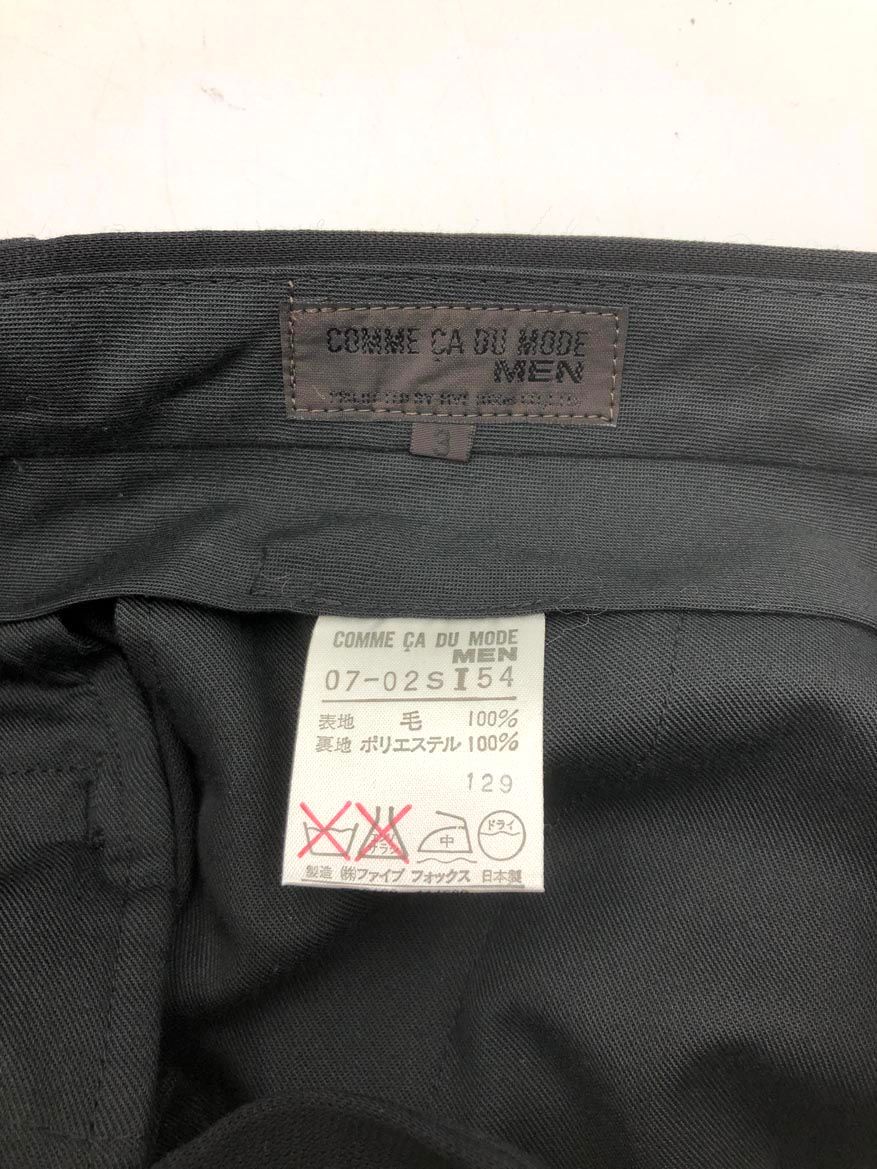 COMME ÇA DU MODE
MEN
3
COMME ÇA DU MODE
MEN
07-02S I 54
表地 毛 100%
裏地 ポリエステル 100%
129
中
ドライ
製造 ㈱ファイブ フォックス 日本製